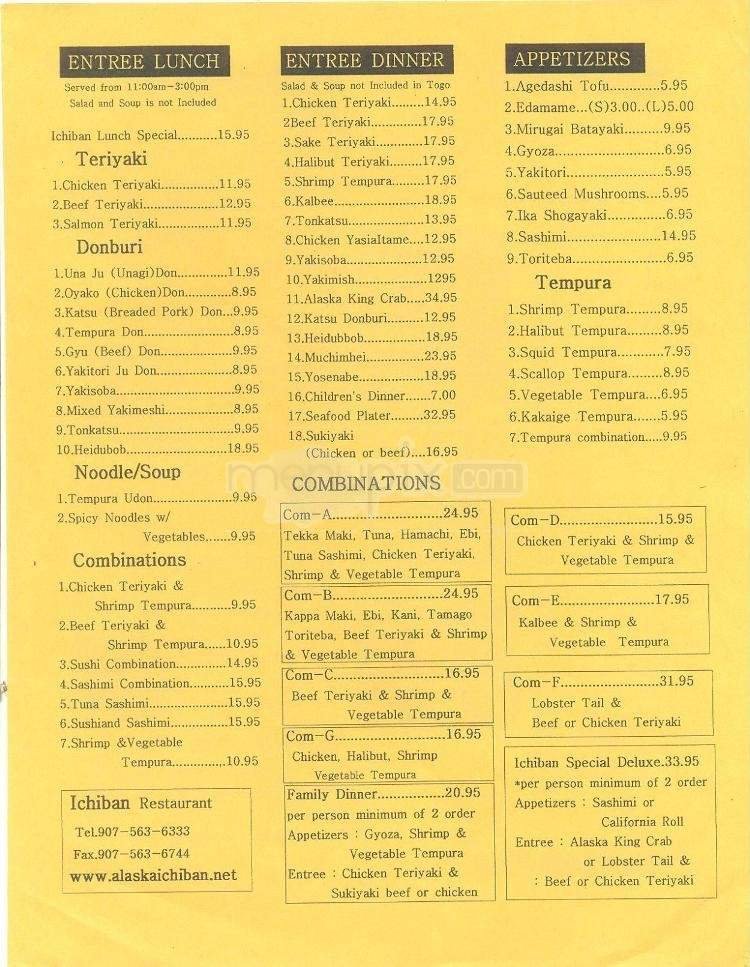 ENTREE LUNCH
Served from 11:00am-3:00pm
Salad and Soup is not Included
Ichiban Lunch Special..........15.95
Teriyaki
1.Chicken Teriyaki...............11.95
2.Beef Teriyaki....................12.95
3.Salmon Teriyaki................11.95
Donburi
1.Una Ju (Unagi)Don.............11.95
2.Oyako (Chicken)Don............8.95
3.Katsu (Breaded Pork) Don...9.95
4.Tempura Don.....................8.95
5.Gyu (Beef) Don..................9.95
6.Yakitori Ju Don...................8.95
7.Yakisoba............................9.95
8.Mixed Yakimeshi.................8.95
9.Tonkatsu...........................9.95
10.Heidubob.........................18.95
Noodle/Soup
1.Tempura Udon....................9.95
2.Spicy Noodles w/
Vegetables.......9.95
Combinations
1.Chicken Teriyaki &
Shrimp Tempura..........9.95
2.Beef Teriyaki &
Shrimp Tempura......10.95
3.Sushi Combination..............14.95
4.Sashimi Combination...........15.95
5.Tuna Sashimi.....................15.95
6.Sushiand Sashimi...............15.95
7.Shrimp &Vegetable
Tempura..............10.95
Ichiban Restaurant
Tel.907-563-6333
Fax.907-563-6744
www.alaskaichiban.net
ENTREE DINNER
Salad & Soup not Included in Togo
1.Chicken Teriyaki.........14.95
2Beef Teriyaki..............17.95
3.Sake Teriyaki.............17.95
4.Halibut Teriyaki..........17.95
5.Shrimp Tempura.........17.95
6.Kalbee.......................18.95
7.Tonkatsu...................13.95
8.Chicken YasiaItame....12.95
9.Yakisoba...................12.95
10.Yakimish..................1295
11.Alaska King Crab.....34.95
12.Katsu Donburi..........12.95
13.Heidubbob................18.95
14.Muchimhei...............23.95
15.Yosenabe.................18.95
16.Children's Dinner.......7.00
17.Seafood Plater.........32.95
18.Sukiyaki
(Chicken or beef)....16.95
menupix.com
COMBINATIONS
Com-A..............................24.95
Tekka Maki, Tuna, Hamachi, Ebi,
Tuna Sashimi, Chicken Teriyaki,
Shrimp & Vegetable Tempura
Com-B..............................24.95
Kappa Maki, Ebi, Kani, Tamago
Toriteba, Beef Teriyaki & Shrimp
& Vegetable Tempura
Com-C..............................16.95
Beef Teriyaki & Shrimp &
Vegetable Tempura
Com-G..............................16.95
Chicken, Halibut, Shrimp
Vegetable Tempura
Family Dinner.................20.95
per person minimum of 2 order
Appetizers : Gyoza, Shrimp &
Vegetable Tempura
Entree : Chicken Teriyaki &
Sukiyaki beef or chicken
APPETIZERS
1.Agedashi Tofu.............5.95
2.Edamame...(S)3.00..(L)5.00
3.Mirugai Batayaki..........9.95
4.Gyoza.........................6.95
5.Yakitori.......................5.95
6.Sauteed Mushrooms....5.95
7.Ika Shogayaki..............6.95
8.Sashimi......................14.95
9.Toriteba......................6.95
Tempura
1.Shrimp Tempura.........8.95
2.Halibut Tempura.........8.95
3.Squid Tempura............7.95
4.Scallop Tempura.........8.95
5.Vegetable Tempura....6.95
6.Kakaige Tempura.......5.95
7.Tempura combination.....9.95
Com-D.........................15.95
Chicken Teriyaki & Shrimp &
Vegetable Tempura
Com-E........................17.95
Kalbee & Shrimp &
Vegetable Tempura
Com-F.........................31.95
Lobster Tail &
Beef or Chicken Teriyaki
Ichiban Special Deluxe.33.95
*per person minimum of 2 order
Appetizers : Sashimi or
California Roll
Entree : Alaska King Crab
or Lobster Tail &
: Beef or Chicken Teriyaki